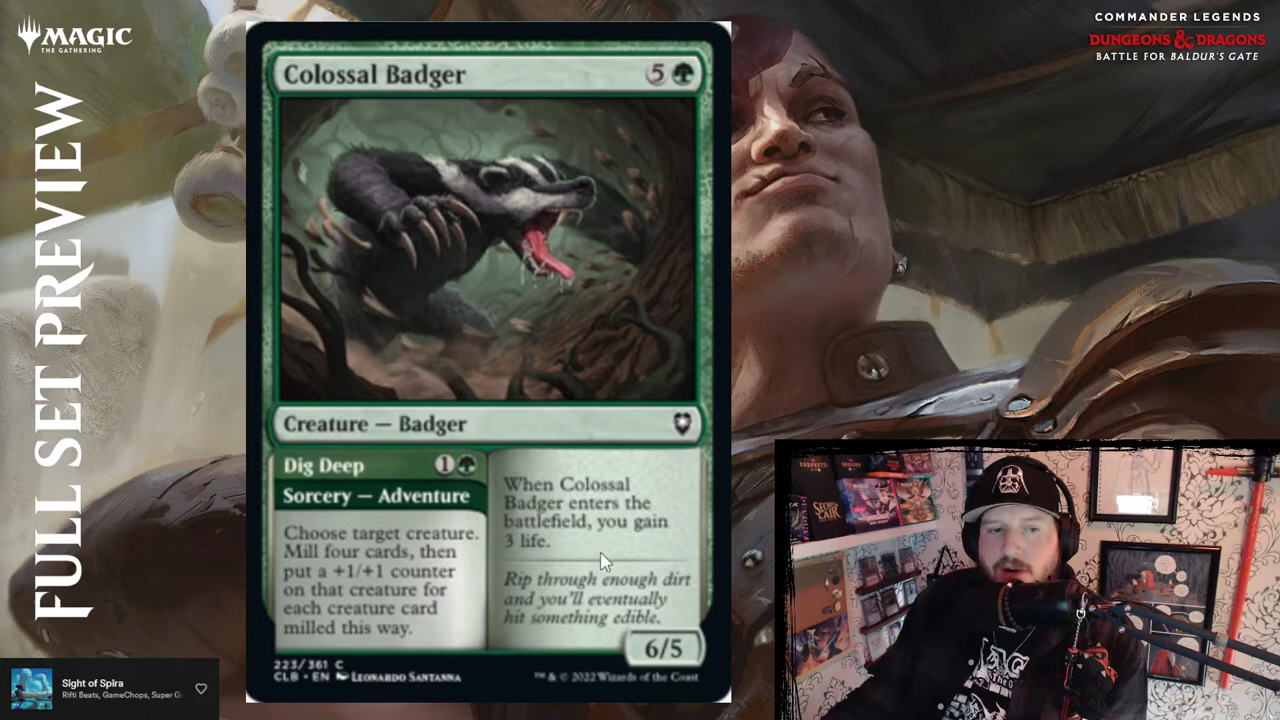 MAGIC
THE GATHERING
FULL SET PREVIEW
COMMANDER LEGENDS
DUNGEONS & DRAGONS
BATTLE FOR BALDUR'S GATE
Colossal Badger 5
Creature — Badger
Dig Deep 1
Sorcery — Adventure
Choose target creature.
Mill four cards, then
put a +1/+1 counter
on that creature for
each creature card
milled this way.
When Colossal
Badger enters the
battlefield, you gain
3 life.
Rip through enough dirt
and you'll eventually
hit something edible.
6/5
223/361 C
CLB • EN Leonardo Santanna
™ & © 2022 Wizards of the Coast
Sight of Spira
Rifti Beats, GameChops, Super G
SECRET
LAIR